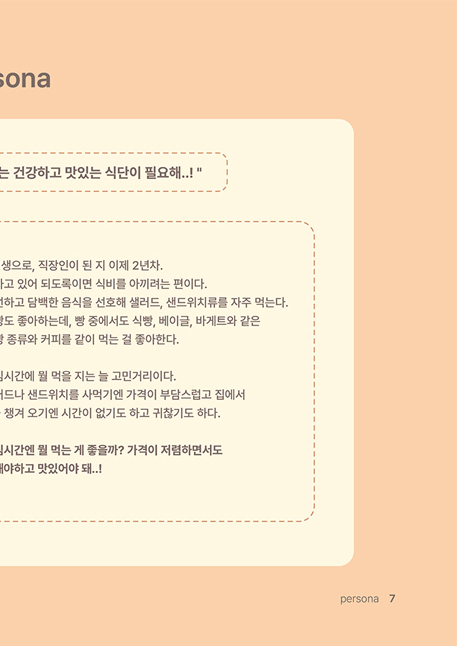 sona
는 건강하고 맛있는 식단이 필요해..! "
생으로, 직장인이 된 지 이제 2년차.
하고 있어 되도록이면 식비를 아끼려는 편이다.
하고 담백한 음식을 선호해 샐러드, 샌드위치류를 자주 먹는다.
빵도 좋아하는데, 빵 중에서도 식빵, 베이글, 바게트와 같은
종류와 커피를 같이 먹는 걸 좋아한다.
심시간에 뭘 먹을 지는 늘 고민거리이다.
러드나 샌드위치를 사먹기엔 가격이 부담스럽고 집에서
챙겨 오기엔 시간이 없기도 하고 귀찮기도 하다.
심시간엔 뭘 먹는 게 좋을까? 가격이 저렴하면서도
해야하고 맛있어야 돼..!
persona 7